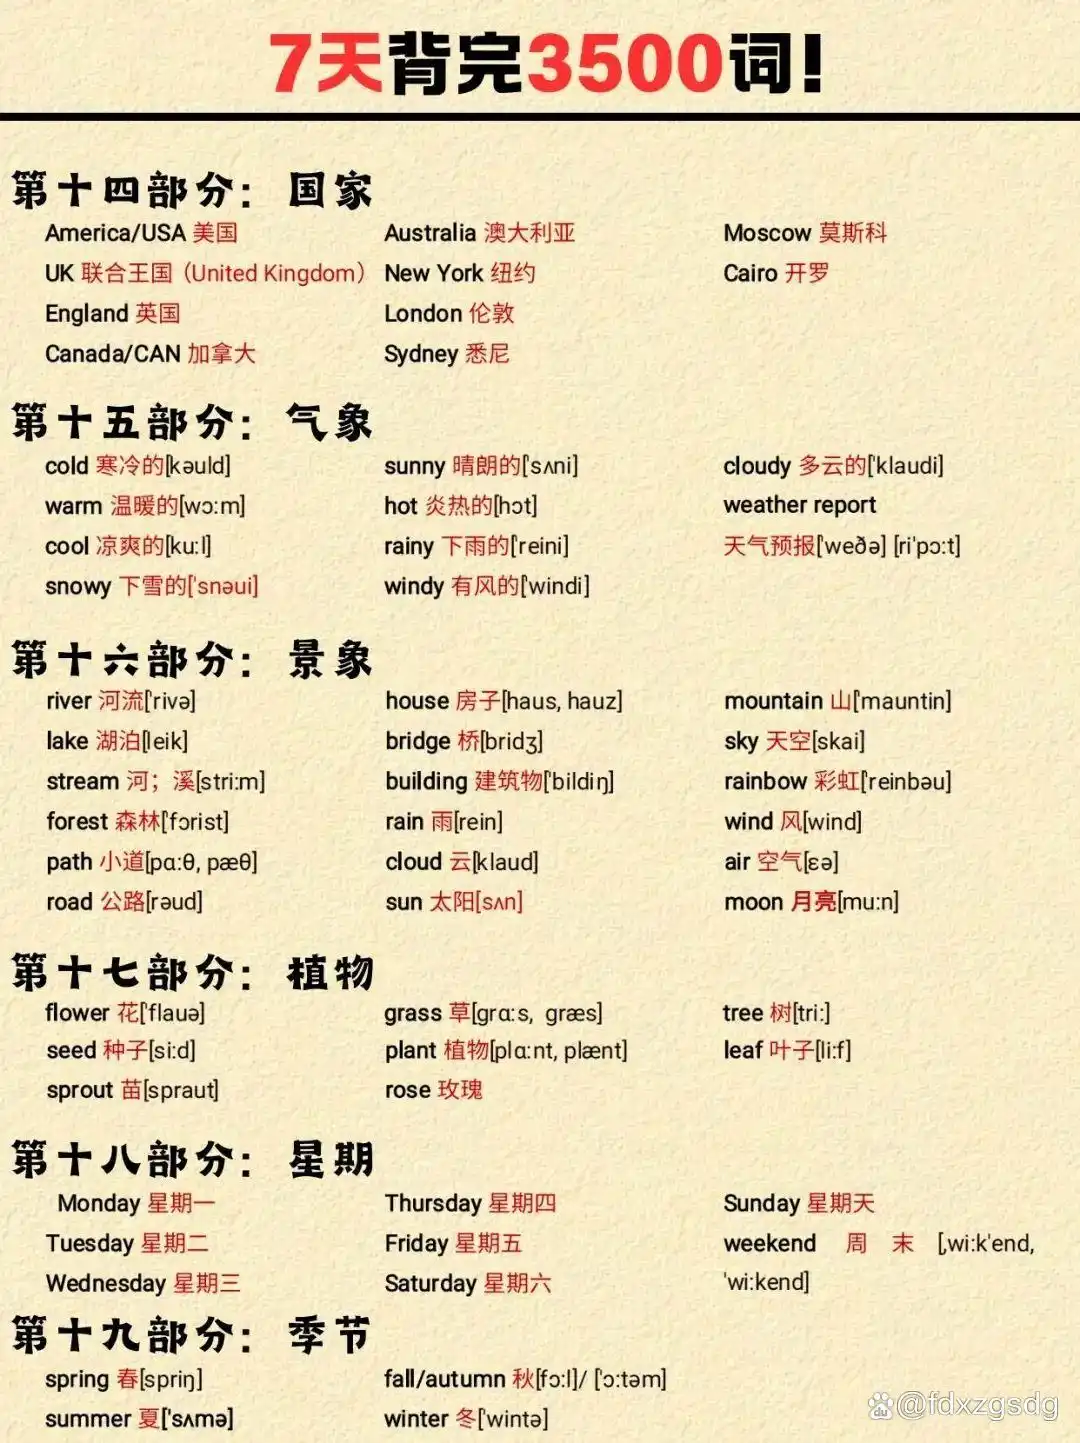 7天背完3500词!
第十四部分：国家
America/USA 美国 Australia 澳大利亚 Moscow 莫斯科
UK 联合王国（United Kingdom） New York 纽约 Cairo 开罗
England 英国 London 伦敦
Canada/CAN 加拿大 Sydney 悉尼
第十五部分：气象
cold 寒冷的[kəuld] sunny 晴朗的['sʌni] cloudy 多云的['klaudi]
warm 温暖的[wɔ:m] hot 炎热的[hɔt] weather report
cool 凉爽的[ku:l] rainy 下雨的['reini] 天气预报['weðə] [ri'pɔ:t]
snowy 下雪的['snəui] windy 有风的['windi]
第十六部分：景象
river 河流['rivə] house 房子[haus, hauz] mountain 山['mauntin]
lake 湖泊[leik] bridge 桥[bridʒ] sky 天空[skai]
stream 河；溪[stri:m] building 建筑物['bildiŋ] rainbow 彩虹['reinbəu]
forest 森林['fɔrist] rain 雨[rein] wind 风[wind]
path 小道[pɑ:θ, pæθ] cloud 云[klaud] air 空气[εə]
road 公路[rəud] sun 太阳[sʌn] moon 月亮[mu:n]
第十七部分：植物
flower 花['flauə] grass 草[grɑ:s, græs] tree 树[tri:]
seed 种子[si:d] plant 植物[plɑ:nt, plænt] leaf 叶子[li:f]
sprout 苗[spraut] rose 玫瑰
第十八部分：星期
Monday 星期一 Thursday 星期四 Sunday 星期天
Tuesday 星期二 Friday 星期五 weekend 周 末 [,wi:k'end,
Wednesday 星期三 Saturday 星期六 'wi:kend]
第十九部分：季节
spring 春[spriŋ] fall/autumn 秋[fɔ:l]/ ['ɔ:təm]
summer 夏['sʌmə] winter 冬['wintə]
@fdxzgsdg